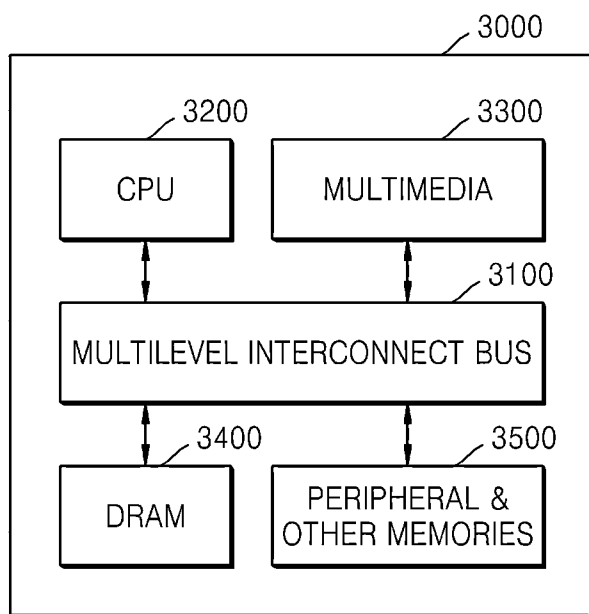 3000
3200
3300
CPU
MULTIMEDIA
3100
MULTILEVEL INTERCONNECT BUS
3400
3500
DRAM
PERIPHERAL &
OTHER MEMORIES